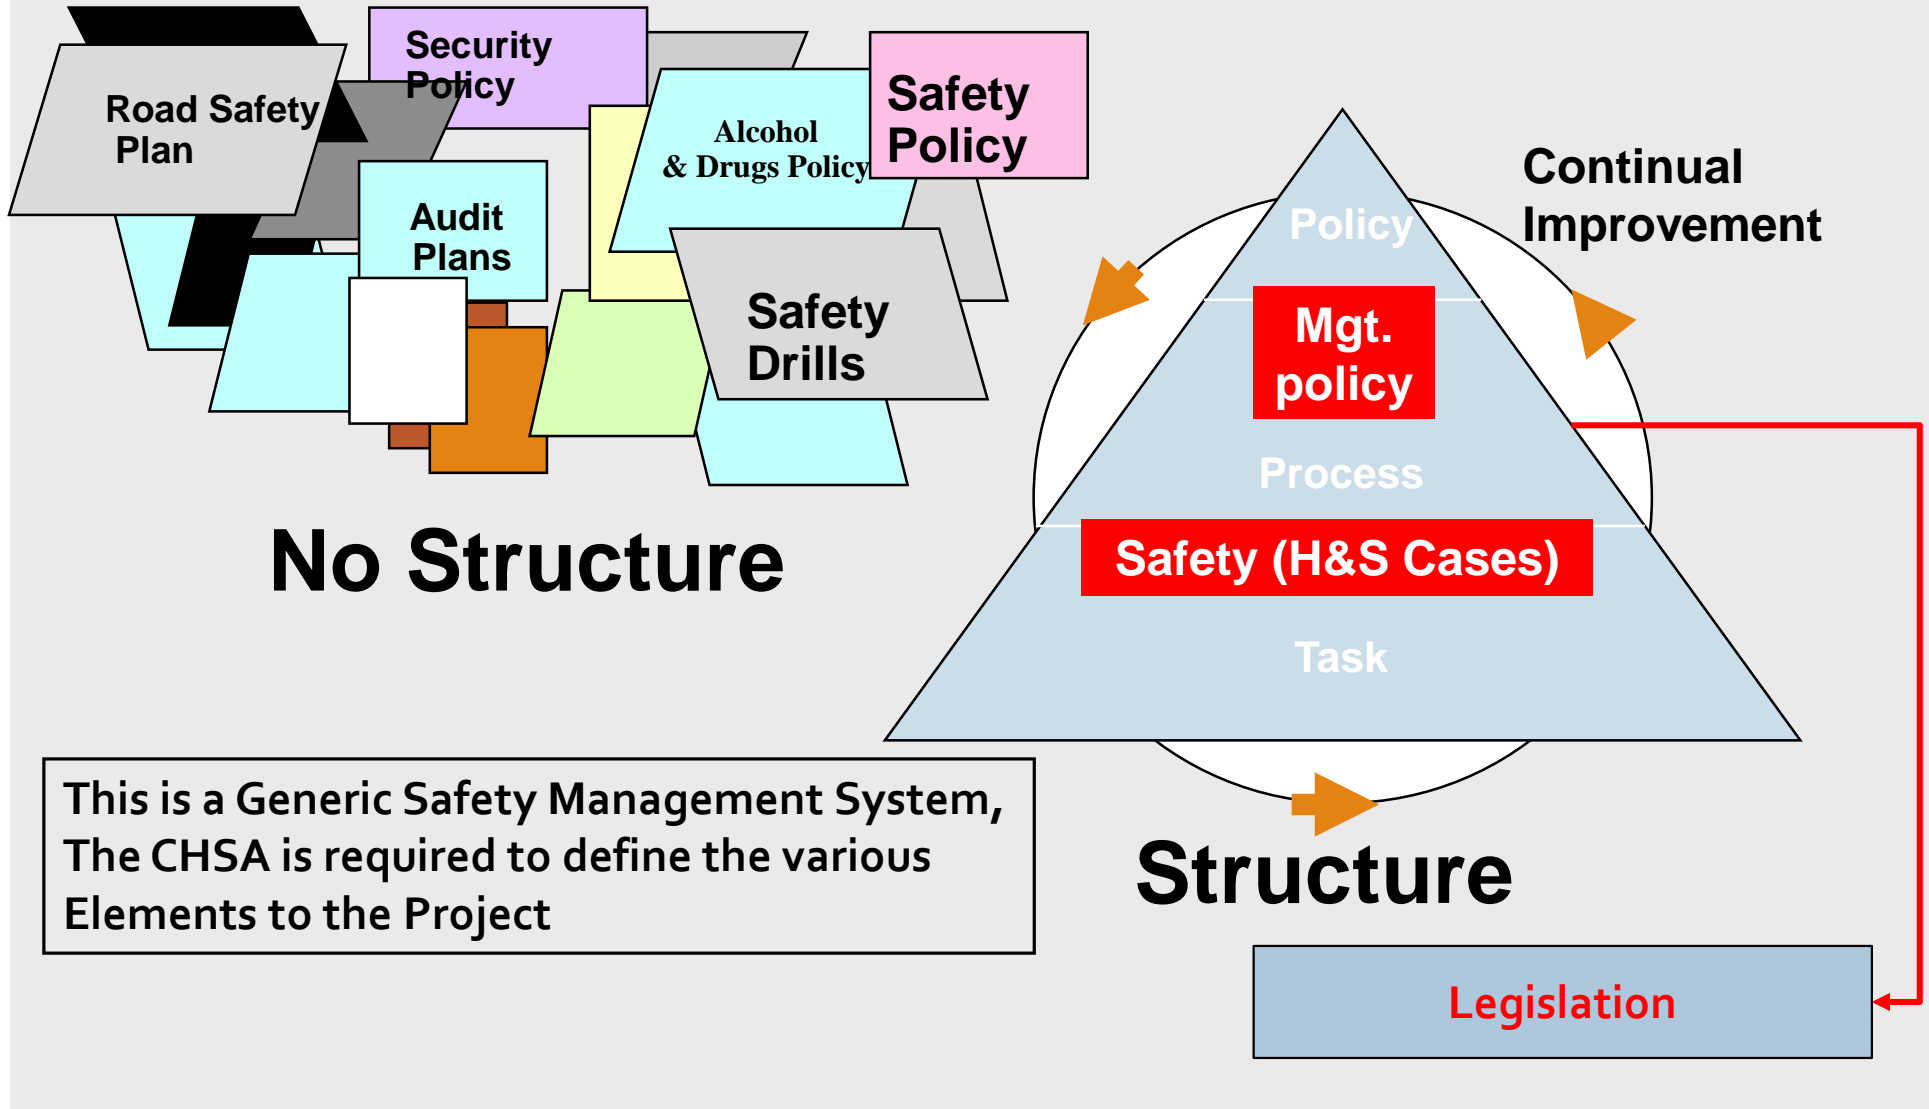 Security
Policy
Road Safety
Plan
Alcohol
& Drugs Policy
Safety
Policy
Audit
Plans
Safety
Drills
No Structure
Continual
Improvement
Policy
Mgt.
policy
Process
Safety (H&S Cases)
Task
Structure
This is a Generic Safety Management System,
The CHSA is required to define the various
Elements to the Project
Legislation